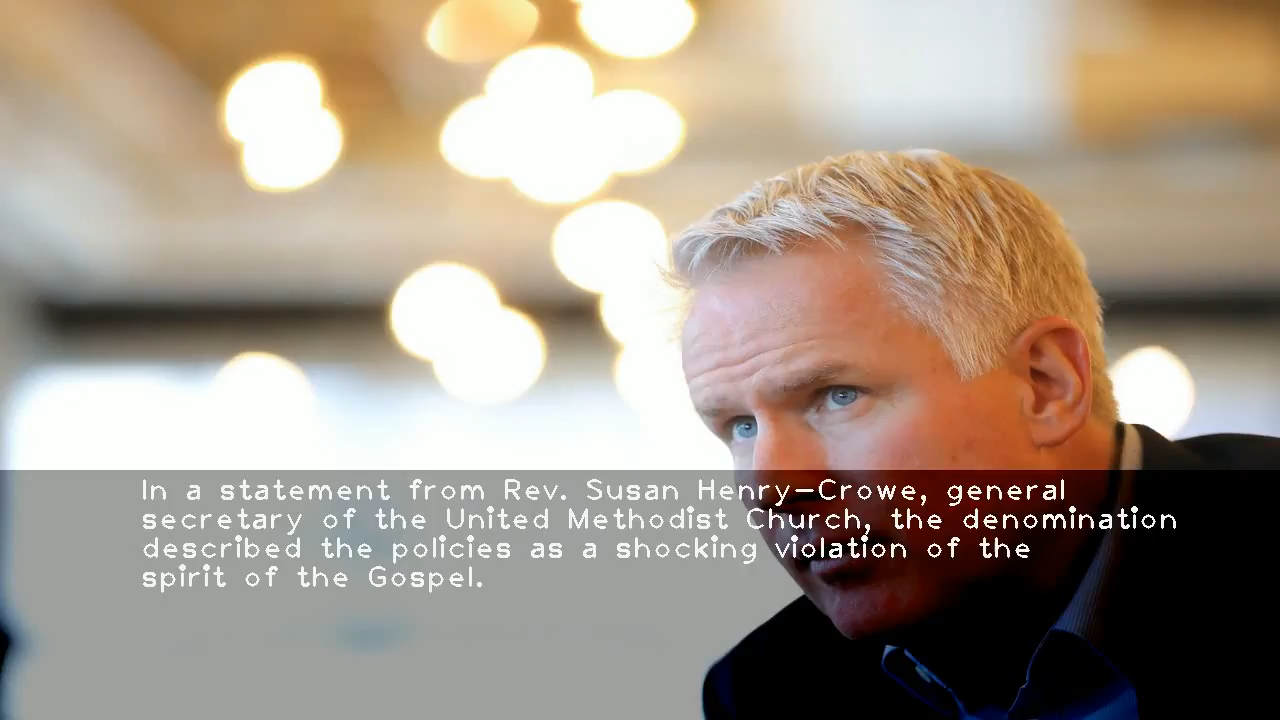 In a statement from Rev. Susan Henry-Crowe, general
secretary of the United Methodist Church, the denomination
described the policies as a shocking violation of the
spirit of the Gospel.